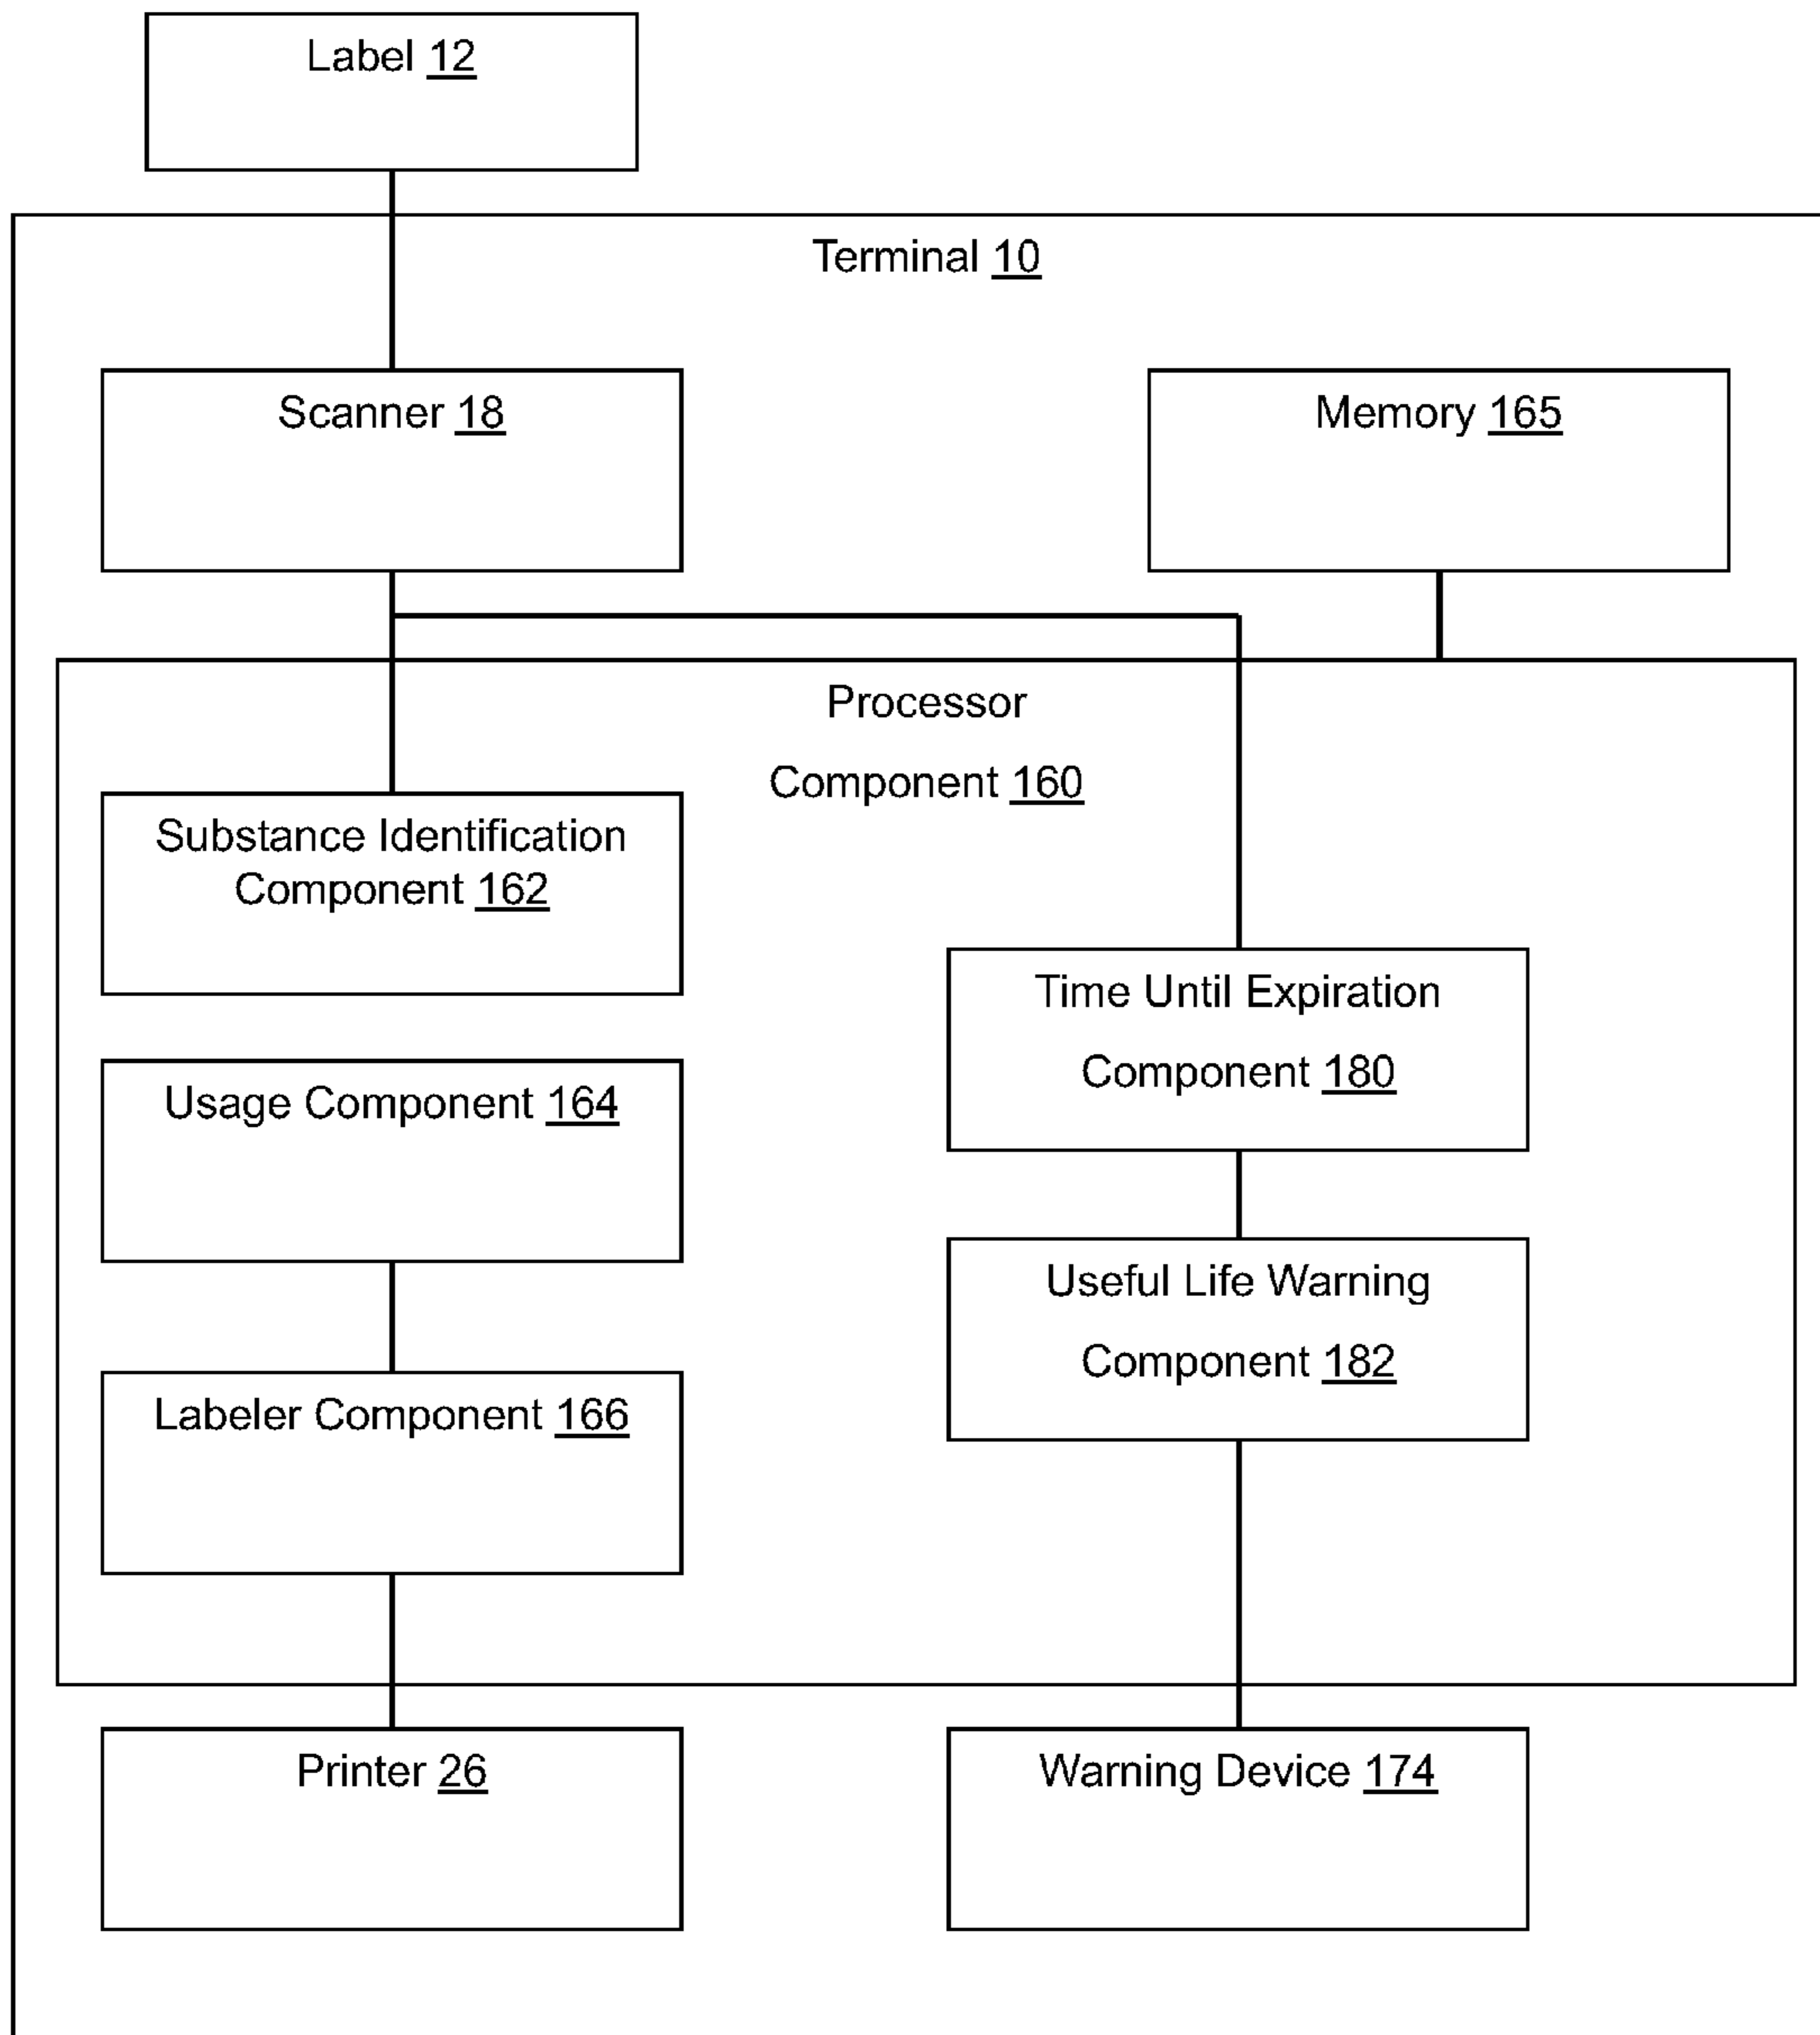 Label 12
Terminal 10
Scanner 18
Memory 165
Processor
Component 160
Substance Identification
Component 162
Time Until Expiration
Component 180
Usage Component 164
Useful Life Warning
Component 182
Labeler Component 166
Printer 26
Warning Device 174